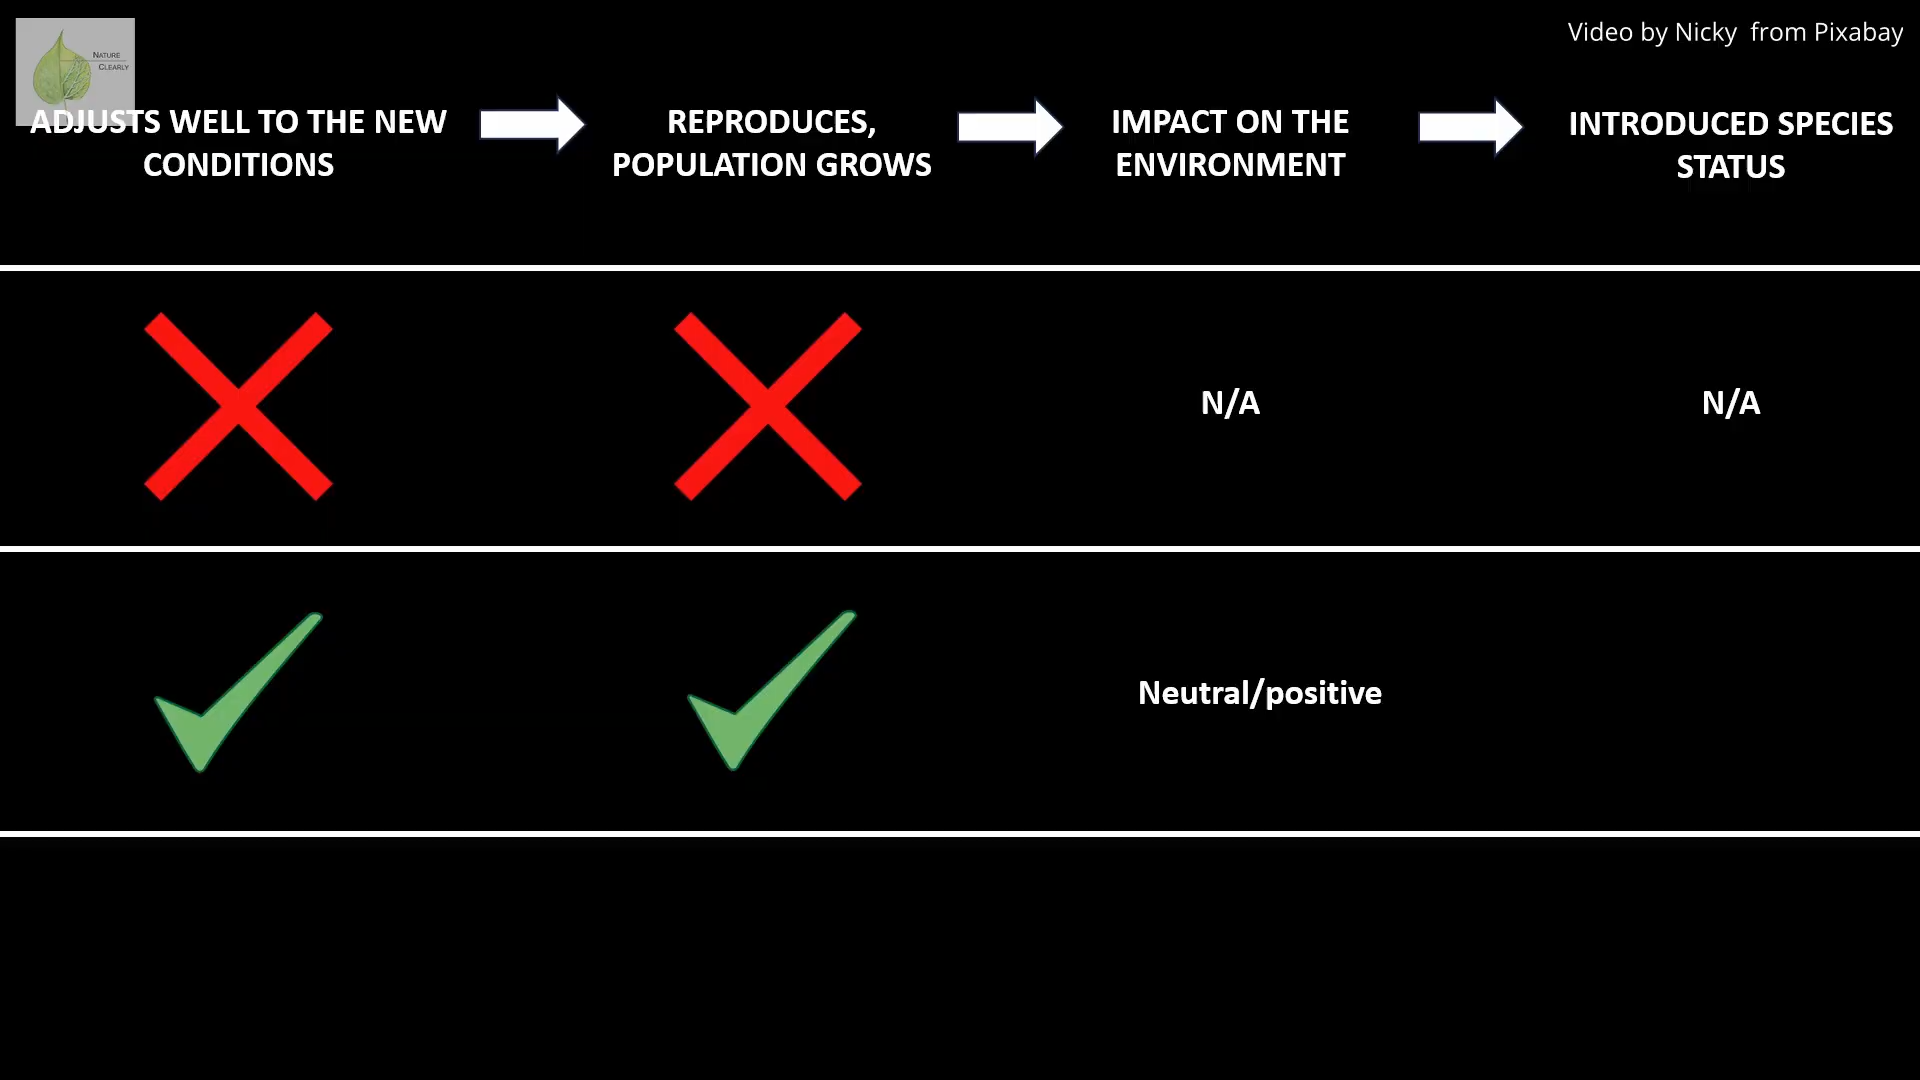 Video by Nicky from Pixabay
NATURE
CLEARLY
ADJUSTS WELL TO THE NEW
CONDITIONS
REPRODUCES,
POPULATION GROWS
IMPACT ON THE
ENVIRONMENT
INTRODUCED SPECIES
STATUS
N/A
N/A
Neutral/positive